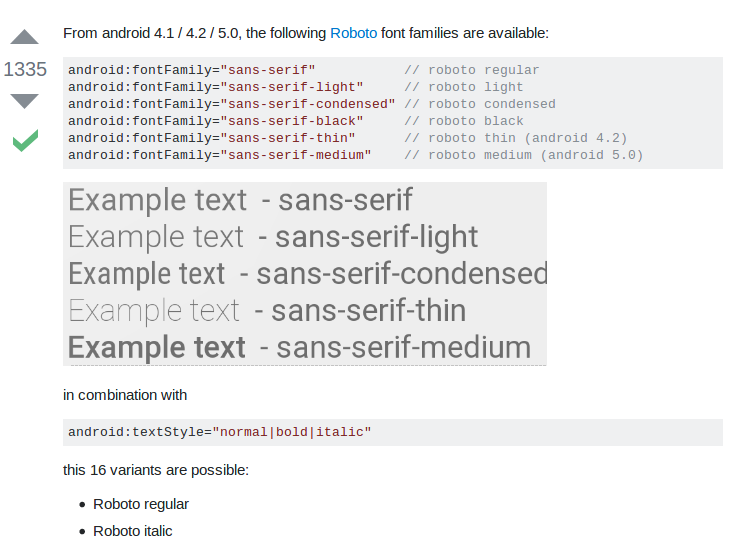 From android 4.1 / 4.2 / 5.0, the following Roboto font families are available:
1335
android:fontFamily="sans-serif"           // roboto regular
android:fontFamily="sans-serif-light"     // roboto light
android:fontFamily="sans-serif-condensed" // roboto condensed
android:fontFamily="sans-serif-black"     // roboto black
android:fontFamily="sans-serif-thin"      // roboto thin (android 4.2)
android:fontFamily="sans-serif-medium"    // roboto medium (android 5.0)
Example text - sans-serif
Example text - sans-serif-light
Example text - sans-serif-condensed
Example text - sans-serif-thin
Example text - sans-serif-medium
in combination with
android:textStyle="normal|bold|italic"
this 16 variants are possible:
• Roboto regular
• Roboto italic